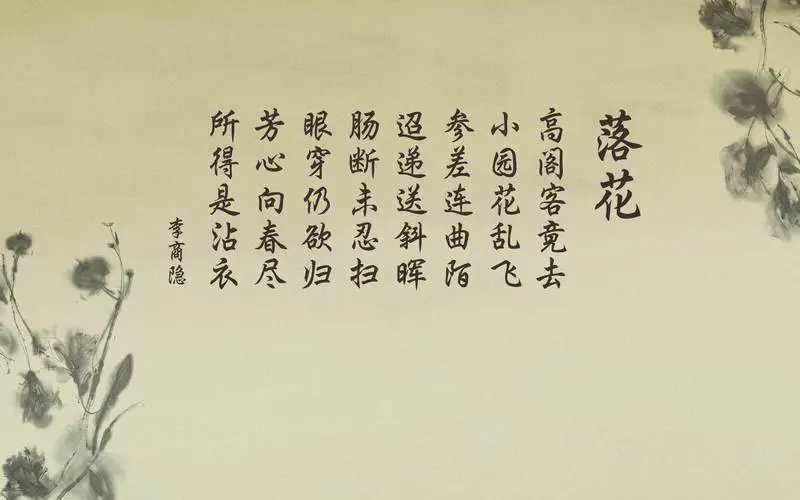 落花
高阁客竟去
小园花乱飞
参差连曲陌
迢递送斜晖
肠断未忍扫
眼穿仍欲归
芳心向春尽
所得是沾衣
李商隐